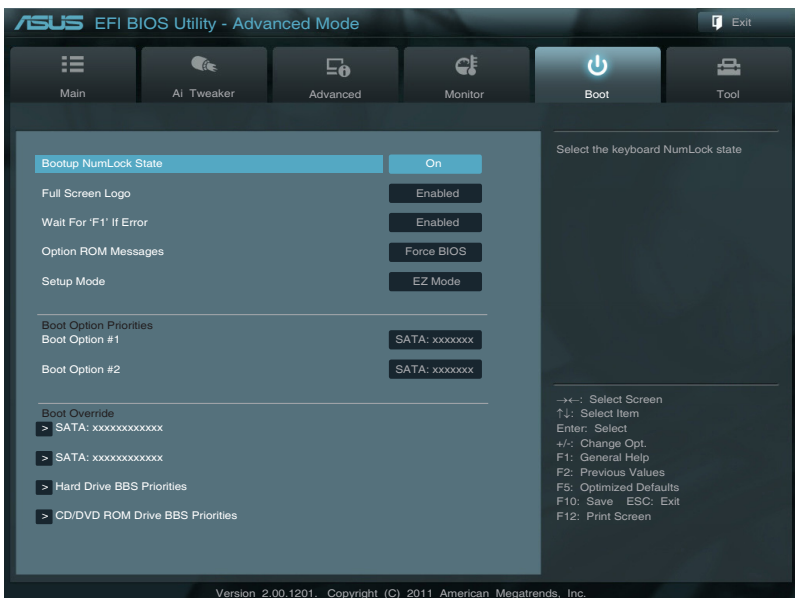 ASUS EFI BIOS Utility - Advanced Mode
Exit
Main Ai Tweaker Advanced Monitor Boot Tool
Bootup NumLock State On
Full Screen Logo Enabled
Wait For ‘F1’ If Error Enabled
Option ROM Messages Force BIOS
Setup Mode EZ Mode
Boot Option Priorities
Boot Option #1 SATA: xxxxxxx
Boot Option #2 SATA: xxxxxxx
Boot Override
> SATA: xxxxxxxxxxxx
> SATA: xxxxxxxxxxxx
> Hard Drive BBS Priorities
> CD/DVD ROM Drive BBS Priorities
Select the keyboard NumLock state
→←: Select Screen
↑↓: Select Item
Enter: Select
+/-: Change Opt.
F1: General Help
F2: Previous Values
F5: Optimized Defaults
F10: Save ESC: Exit
F12: Print Screen
Version 2.00.1201. Copyright (C) 2011 American Megatrends, Inc.